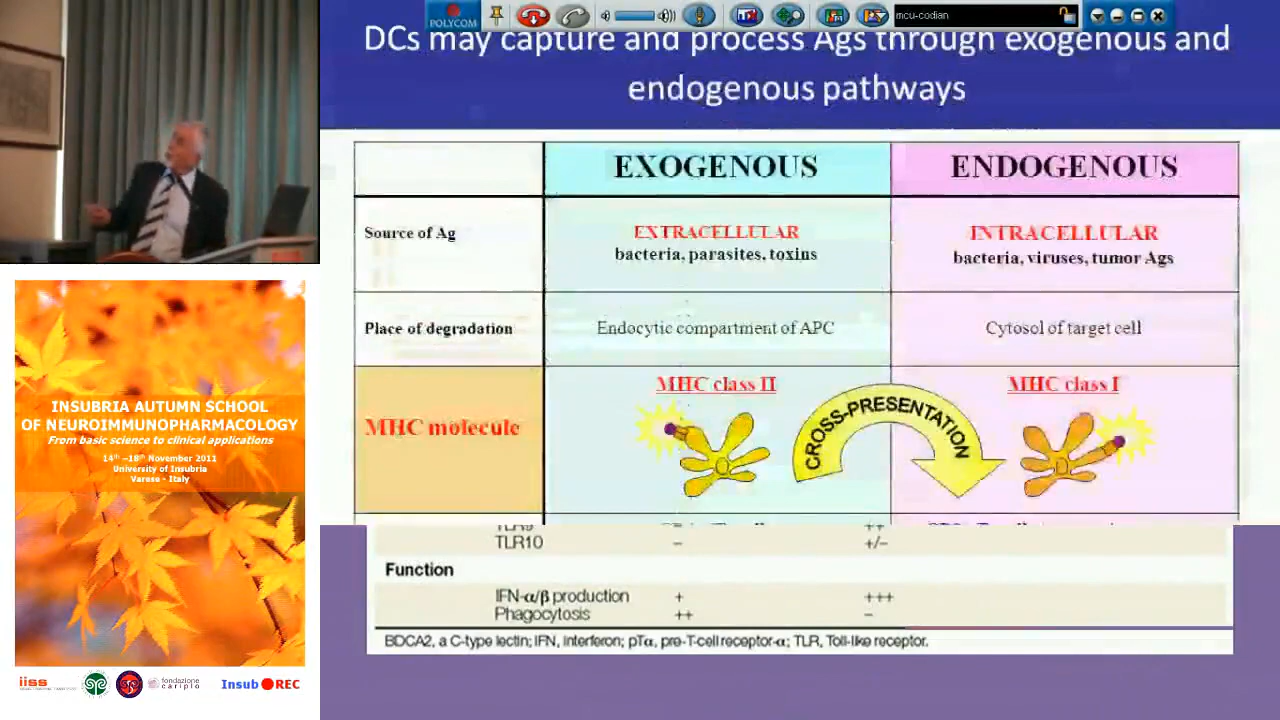 POLYCOM
mcu-codian
DCs may capture and process Ags through exogenous and
endogenous pathways
EXOGENOUS
ENDOGENOUS
Source of Ag
EXTRACELLULAR
bacteria, parasites, toxins
INTRACELLULAR
bacteria, viruses, tumor Ags
Place of degradation
Endocytic compartment of APC
Cytosol of target cell
MHC molecule
MHC class II
CROSS-PRESENTATION
MHC class I
TLR9
++
TLR10
–
+/–
Function
IFN-α/β production
+
+++
Phagocytosis
++
–
BDCA2, a C-type lectin; IFN, interferon; pTα, pre-T-cell receptor-α; TLR, Toll-like receptor.
INSUBRIA AUTUMN SCHOOL
OF NEUROIMMUNOPHARMACOLOGY
From basic science to clinical applications
14th –18th November 2011
University of Insubria
Varese - Italy
iiss
fondazione
cariplo
Insub REC